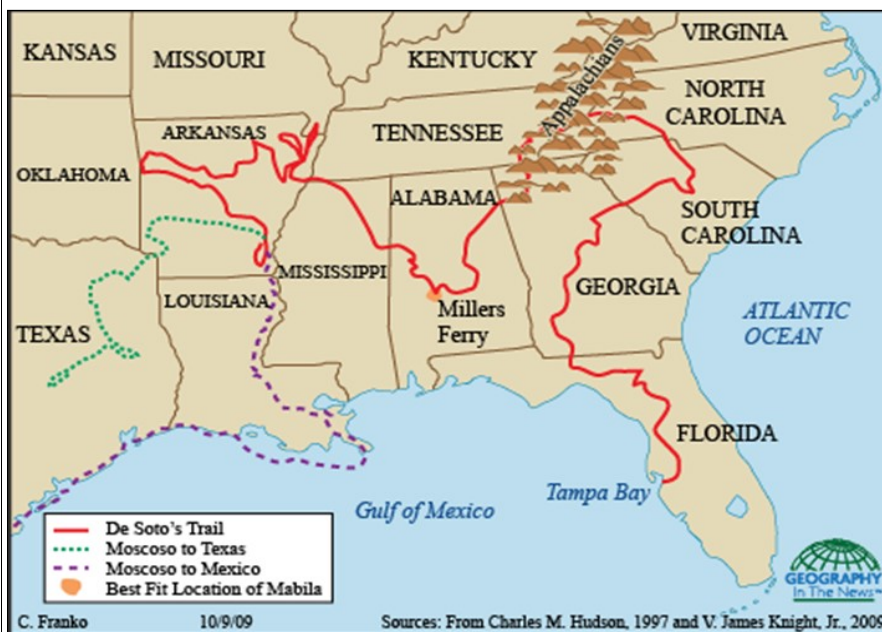 VIRGINIA
KANSAS
MISSOURI
KENTUCKY
Appalachians
NORTH
CAROLINA
ARKANSAS
TENNESSEE
OKLAHOMA
ALABAMA
SOUTH
CAROLINA
MISSISSIPPI
GEORGIA
LOUISIANA
Millers
Ferry
ATLANTIC
OCEAN
TEXAS
FLORIDA
Tampa Bay
Gulf of Mexico
De Soto's Trail
Moscoso to Texas
Moscoso to Mexico
Best Fit Location of Mabila
GEOGRAPHY
In The News™
C. Franko 10/9/09 Sources: From Charles M. Hudson, 1997 and V. James Knight, Jr., 2009